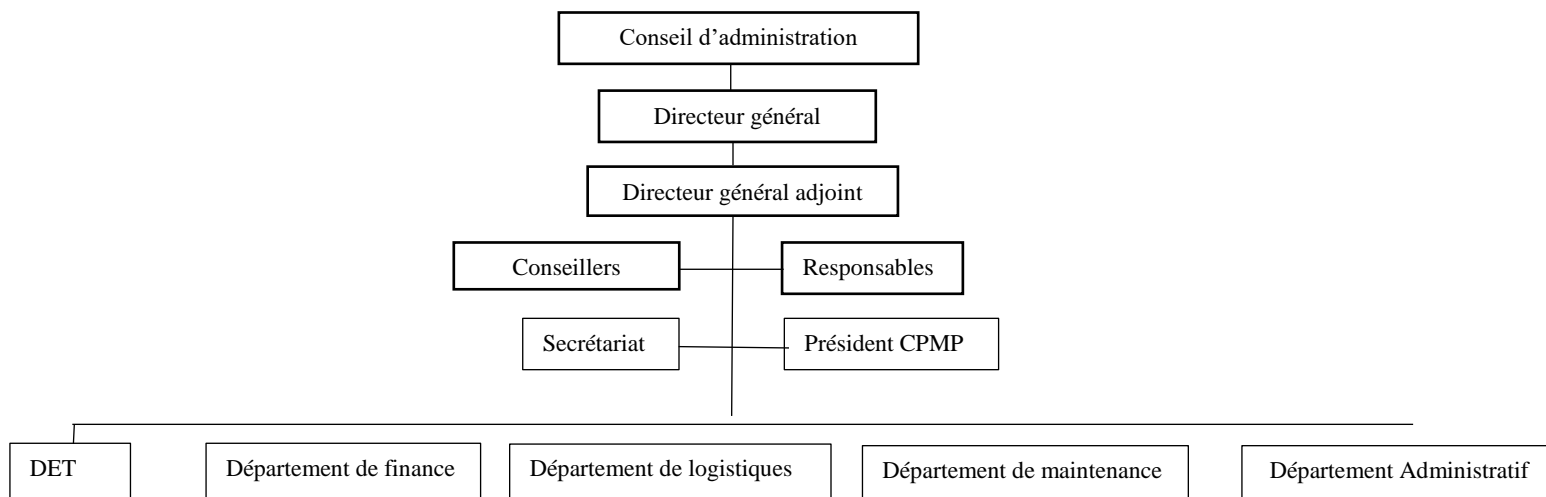 Conseil d’administration
Directeur général
Directeur général adjoint
Conseillers
Responsables
Secrétariat
Président CPMP
DET
Département de finance
Département de logistiques
Département de maintenance
Département Administratif